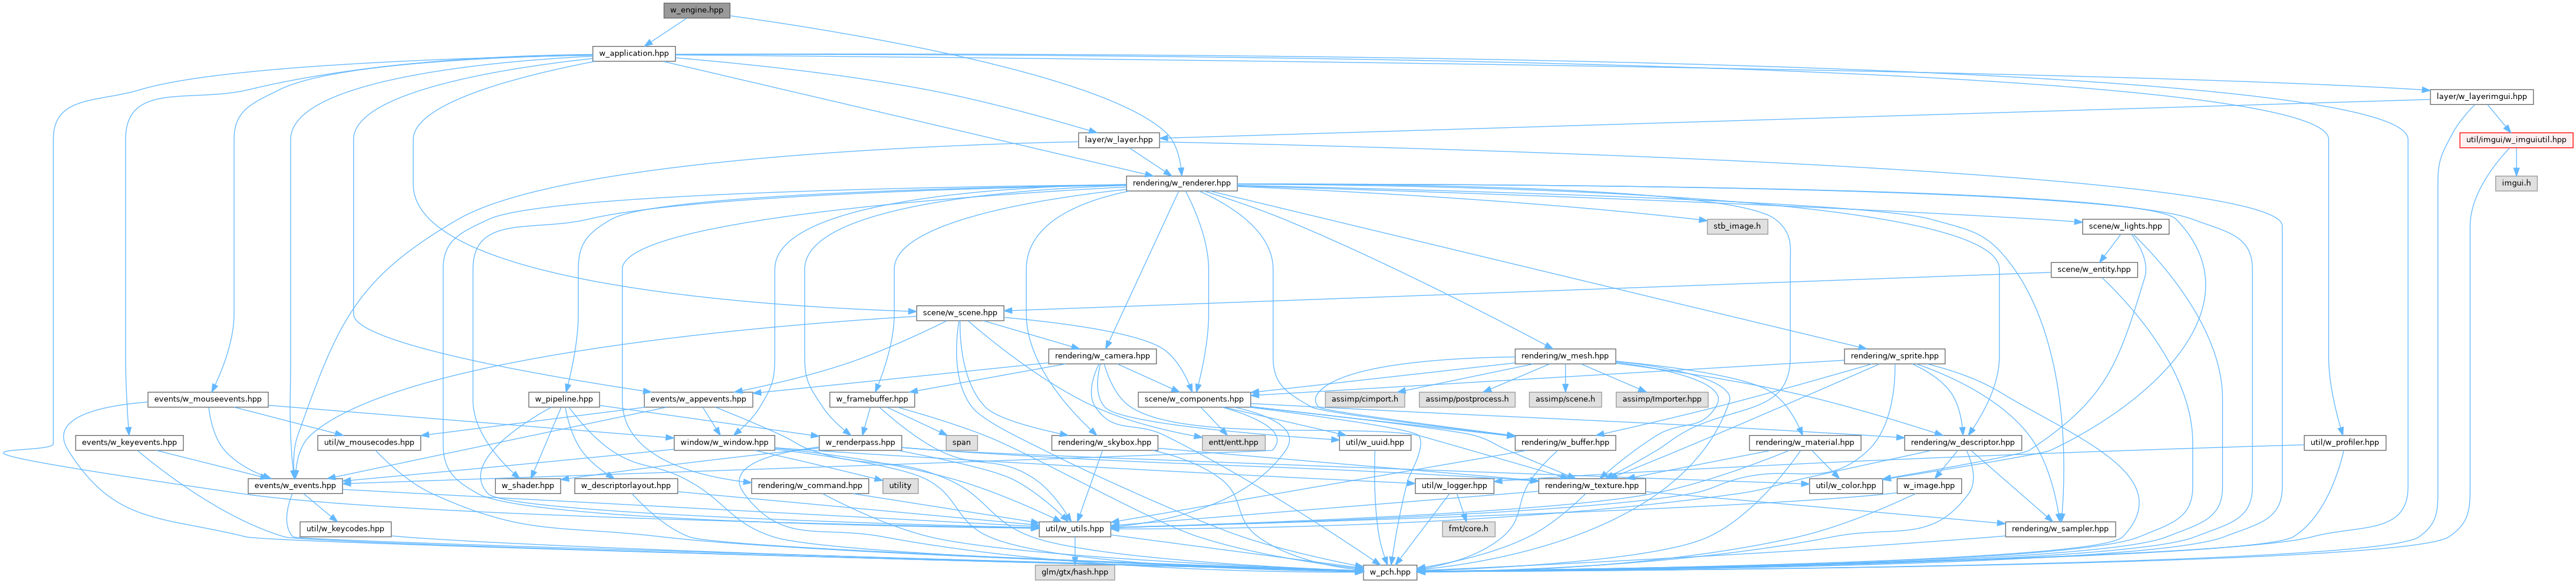 w_engine.hpp
w_application.hpp
layer/w_layerimgui.hpp
layer/w_layer.hpp
util/imgui/w_imguiutil.hpp
rendering/w_renderer.hpp
imgui.h
stb_image.h
scene/w_lights.hpp
scene/w_entity.hpp
scene/w_scene.hpp
rendering/w_camera.hpp
rendering/w_mesh.hpp
rendering/w_sprite.hpp
events/w_mouseevents.hpp
w_pipeline.hpp
events/w_appevents.hpp
w_framebuffer.hpp
scene/w_components.hpp
assimp/cimport.h
assimp/postprocess.h
assimp/scene.h
assimp/Importer.hpp
events/w_keyevents.hpp
util/w_mousecodes.hpp
window/w_window.hpp
w_renderpass.hpp
span
rendering/w_skybox.hpp
entt/entt.hpp
util/w_uuid.hpp
rendering/w_buffer.hpp
rendering/w_material.hpp
rendering/w_descriptor.hpp
util/w_profiler.hpp
events/w_events.hpp
w_shader.hpp
w_descriptorlayout.hpp
rendering/w_command.hpp
utility
util/w_logger.hpp
rendering/w_texture.hpp
util/w_color.hpp
w_image.hpp
util/w_keycodes.hpp
util/w_utils.hpp
fmt/core.h
rendering/w_sampler.hpp
glm/gtx/hash.hpp
w_pch.hpp